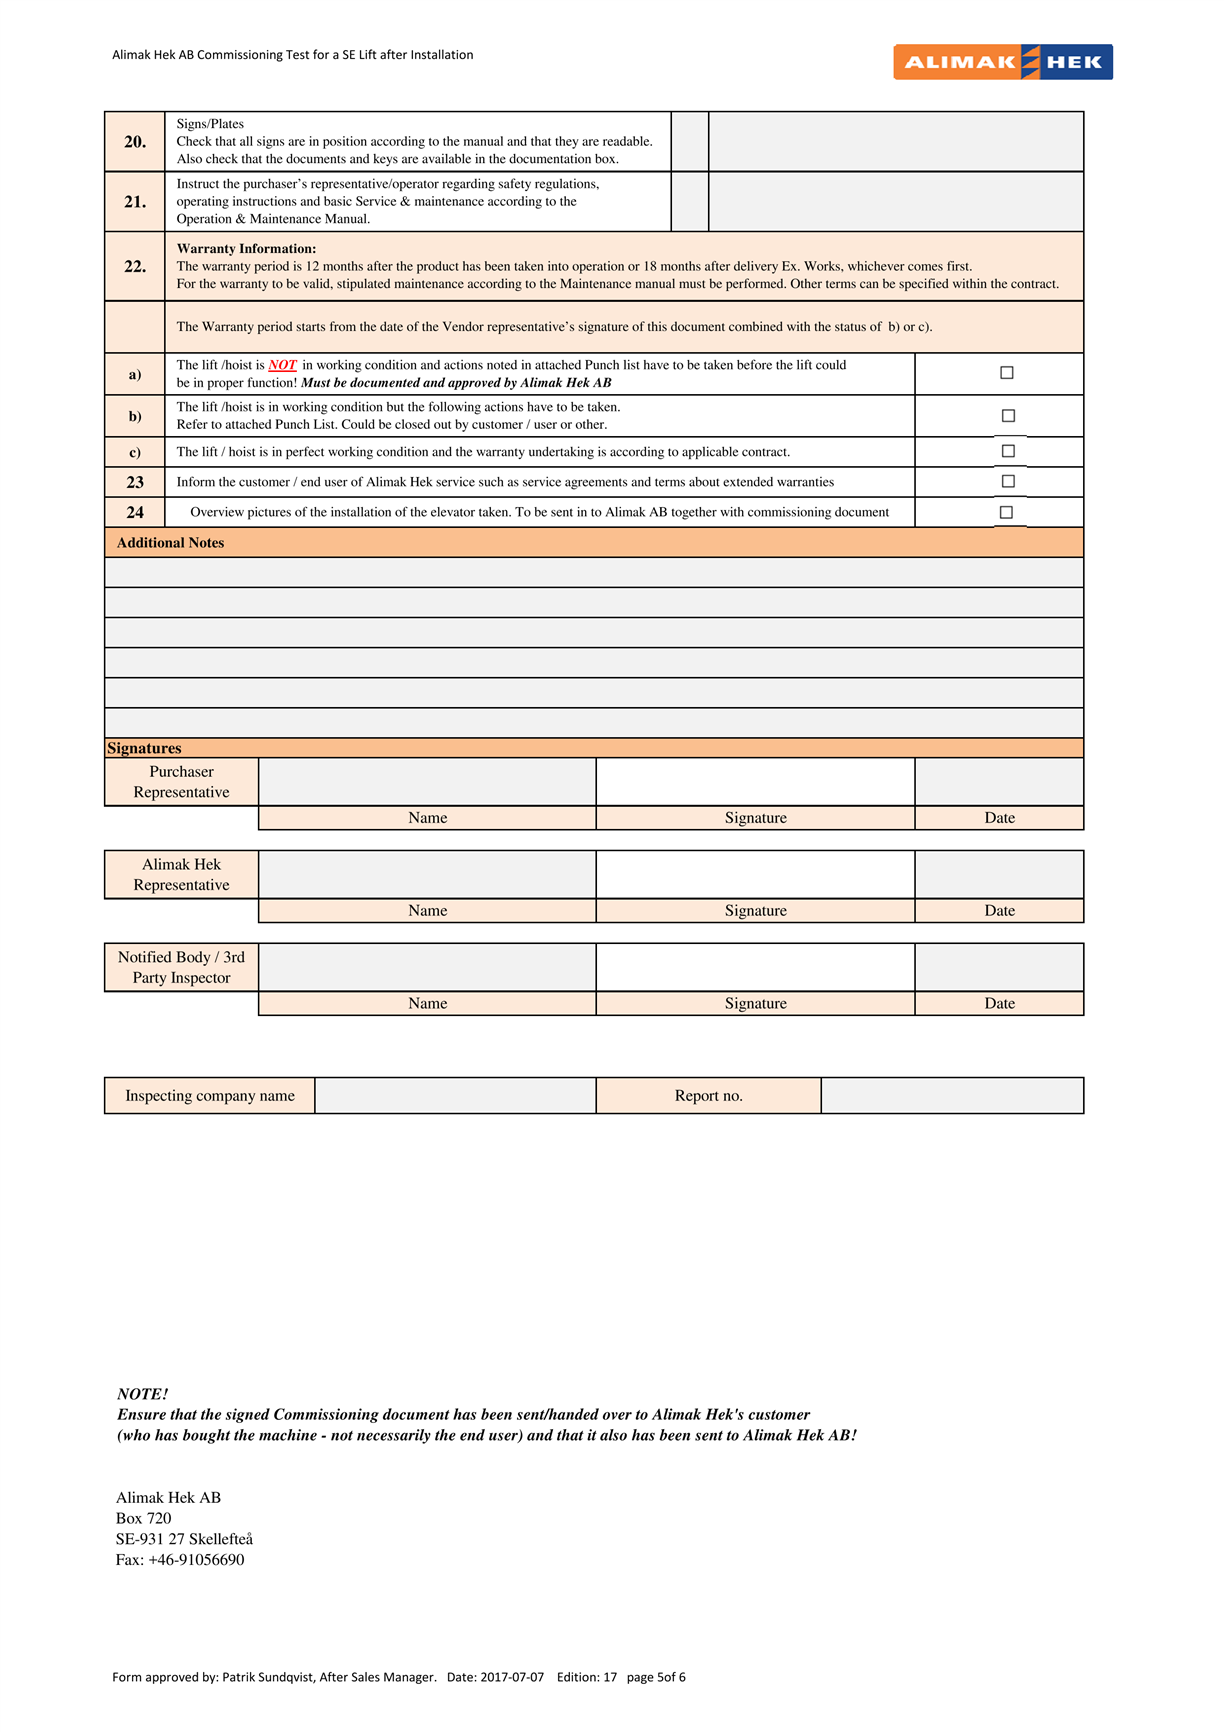 Alimak Hek AB Commissioning Test for a SE Lift after Installation
ALIMAK HEK
20.
Signs/Plates
Check that all signs are in position according to the manual and that they are readable.
Also check that the documents and keys are available in the documentation box.
21.
Instruct the purchaser's representative/operator regarding safety regulations,
operating instructions and basic Service & maintenance according to the
Operation & Maintenance Manual.
22.
Warranty Information:
The warranty period is 12 months after the product has been taken into operation or 18 months after delivery Ex. Works, whichever comes first.
For the warranty to be valid, stipulated maintenance according to the Maintenance manual must be performed. Other terms can be specified within the contract.
The Warranty period starts from the date of the Vendor representative's signature of this document combined with the status of  b) or c).
a)
The lift /hoist is NOT in working condition and actions noted in attached Punch list have to be taken before the lift could
be in proper function! Must be documented and approved by Alimak Hek AB
☐
b)
The lift /hoist is in working condition but the following actions have to be taken.
Refer to attached Punch List. Could be closed out by customer / user or other.
☐
c)
The lift / hoist is in perfect working condition and the warranty undertaking is according to applicable contract.
☐
23
Inform the customer / end user of Alimak Hek service such as service agreements and terms about extended warranties
☐
24
Overview pictures of the installation of the elevator taken. To be sent in to Alimak AB together with commissioning document
☐
Additional Notes
Signatures
Purchaser
Representative
Name Signature Date
Alimak Hek
Representative
Name Signature Date
Notified Body / 3rd
Party Inspector
Name Signature Date
Inspecting company name Report no.
NOTE!
Ensure that the signed Commissioning document has been sent/handed over to Alimak Hek's customer
(who has bought the machine - not necessarily the end user) and that it also has been sent to Alimak Hek AB!
Alimak Hek AB
Box 720
SE-931 27 Skellefteå
Fax: +46-91056690
Form approved by: Patrik Sundqvist, After Sales Manager.   Date: 2017-07-07   Edition: 17   page 5of 6